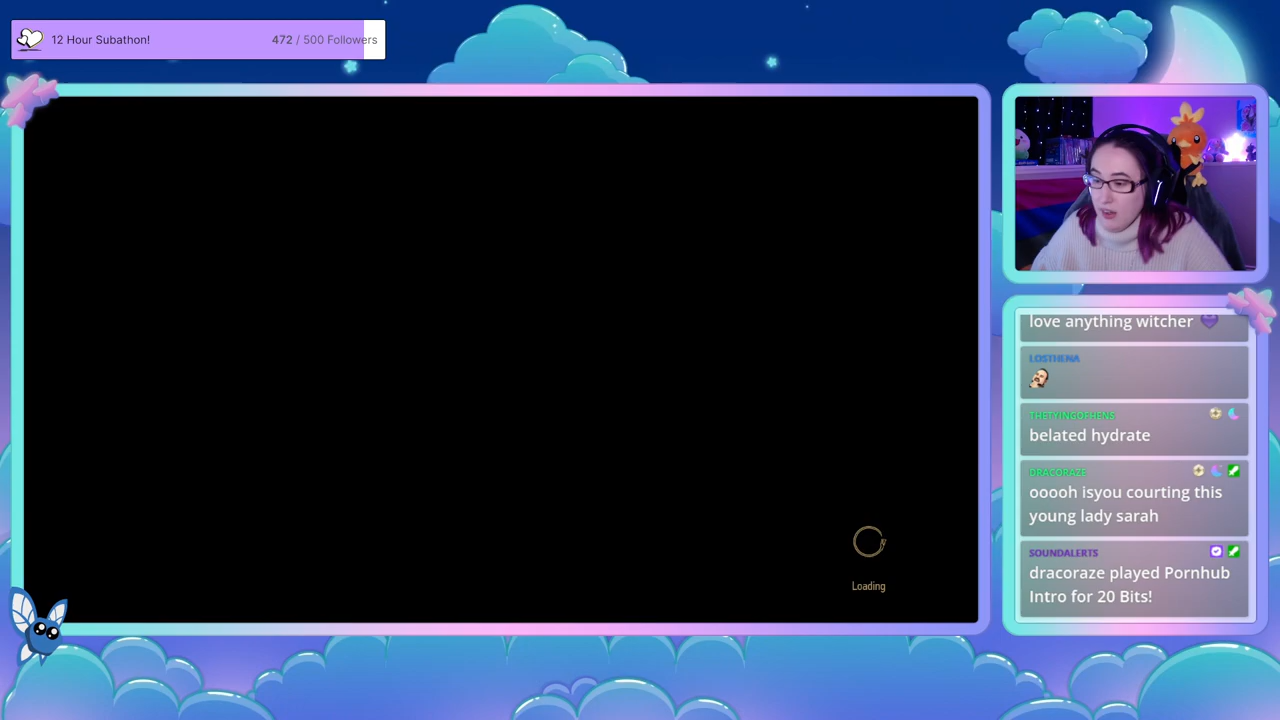 12 Hour Subathon!
472 / 500 Followers
love anything witcher
LOSTHENA
THETYINGOFHENS
belated hydrate
DRACORAZE
ooooh isyou courting this
young lady sarah
SOUNDALERTS
dracoraze played Pornhub
Intro for 20 Bits!
Loading